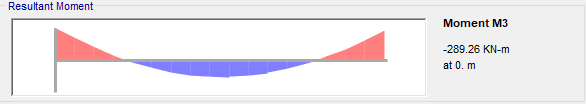 Resultant Moment
Moment M3
-289.26 KN-m
at 0. m